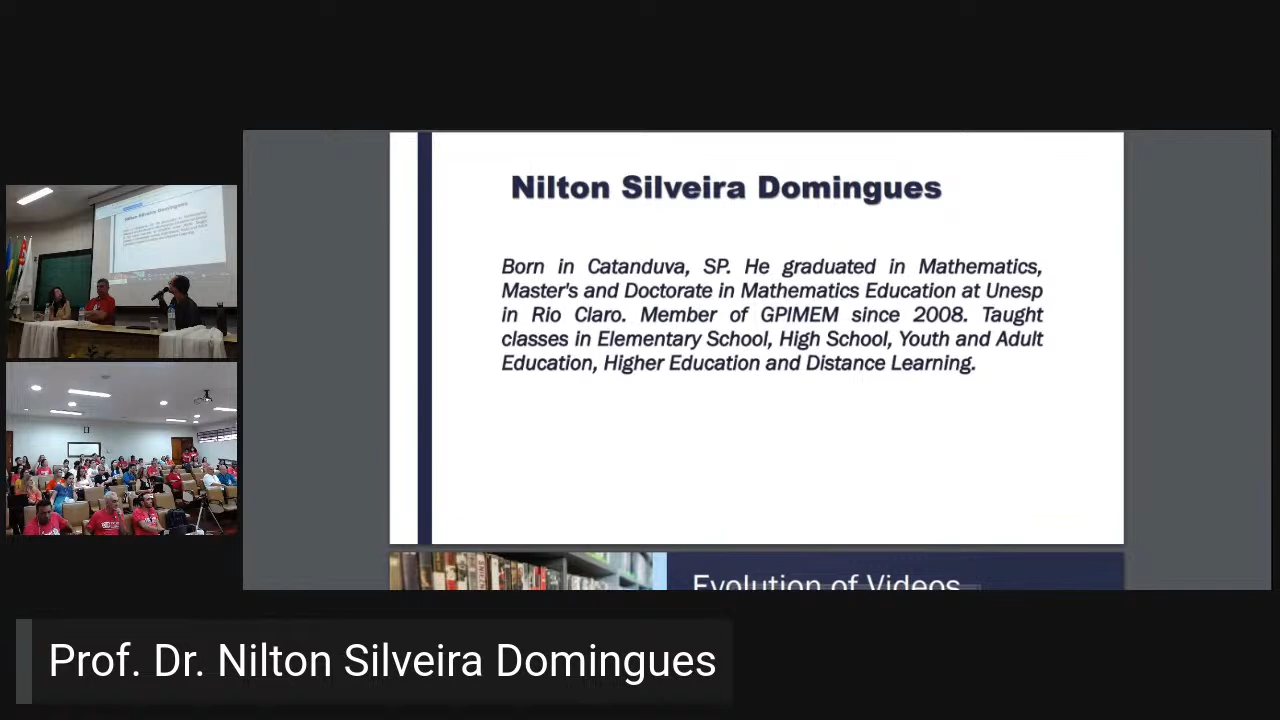 Nilton Silveira Domingues
Born in Catanduva, SP. He graduated in Mathematics,
Master's and Doctorate in Mathematics Education at Unesp
in Rio Claro. Member of GPIMEM since 2008. Taught
classes in Elementary School, High School, Youth and Adult
Education, Higher Education and Distance Learning.
Evolution of Videos
Prof. Dr. Nilton Silveira Domingues